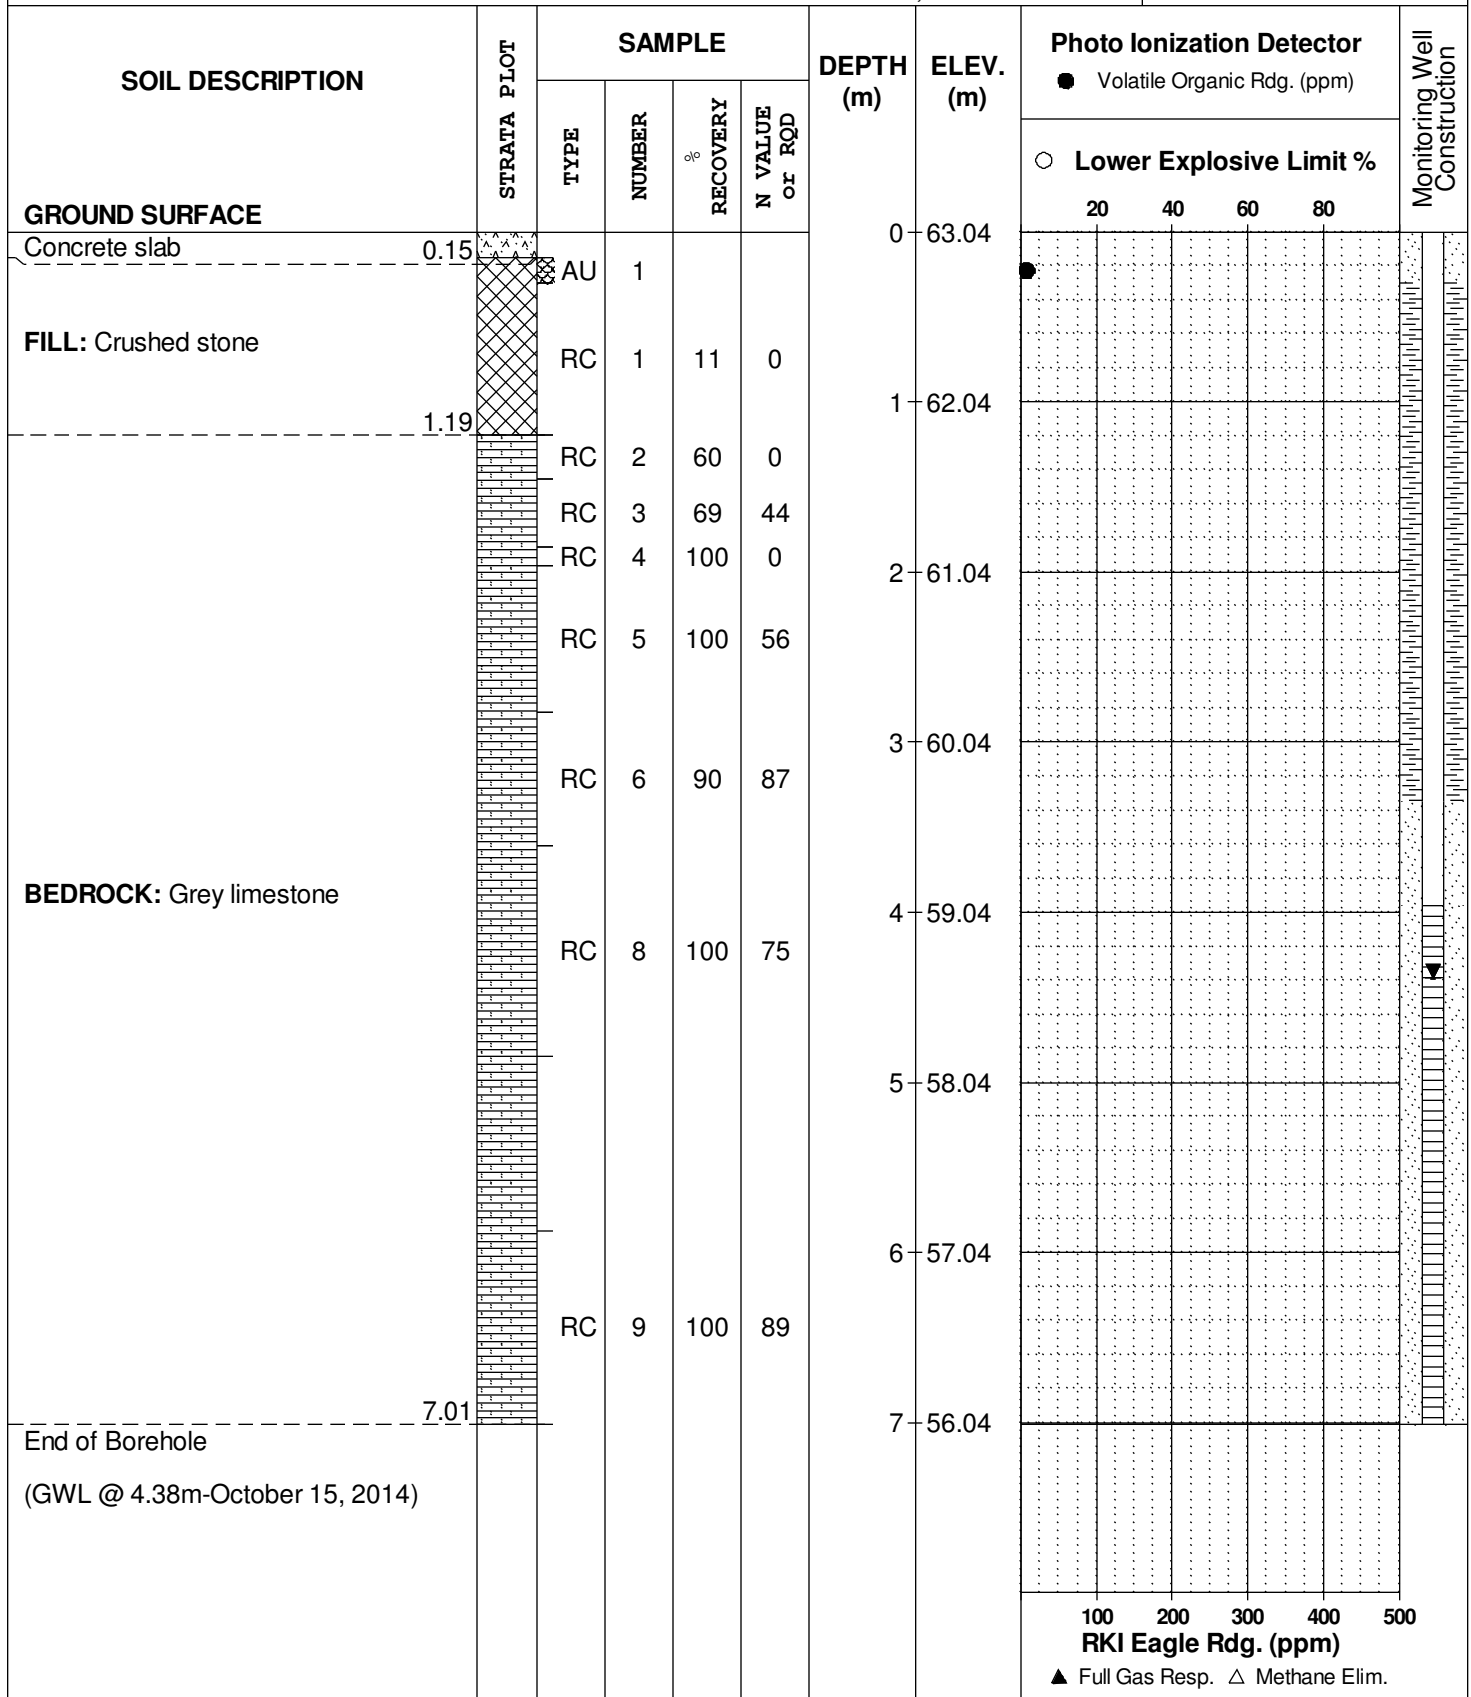 SOIL DESCRIPTION
STRATA PLOT
SAMPLE
TYPE
NUMBER
% RECOVERY
N VALUE or RQD
DEPTH (m)
ELEV. (m)
Photo Ionization Detector
● Volatile Organic Rdg. (ppm)
○ Lower Explosive Limit %
20 40 60 80
Monitoring Well Construction
GROUND SURFACE
0 63.04
Concrete slab 0.15
AU 1
FILL: Crushed stone
RC 1 11 0
1 62.04
1.19
RC 2 60 0
RC 3 69 44
RC 4 100 0
2 61.04
RC 5 100 56
3 60.04
RC 6 90 87
BEDROCK: Grey limestone
4 59.04
RC 8 100 75
5 58.04
6 57.04
RC 9 100 89
7.01
7 56.04
End of Borehole
(GWL @ 4.38m-October 15, 2014)
100 200 300 400 500
RKI Eagle Rdg. (ppm)
▲ Full Gas Resp. △ Methane Elim.